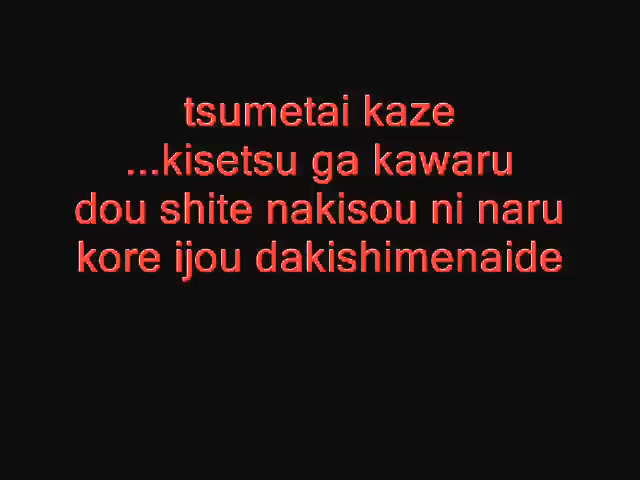 tsumetai kaze
...kisetsu ga kawaru
dou shite nakisou ni naru
kore ijou dakishimenaide